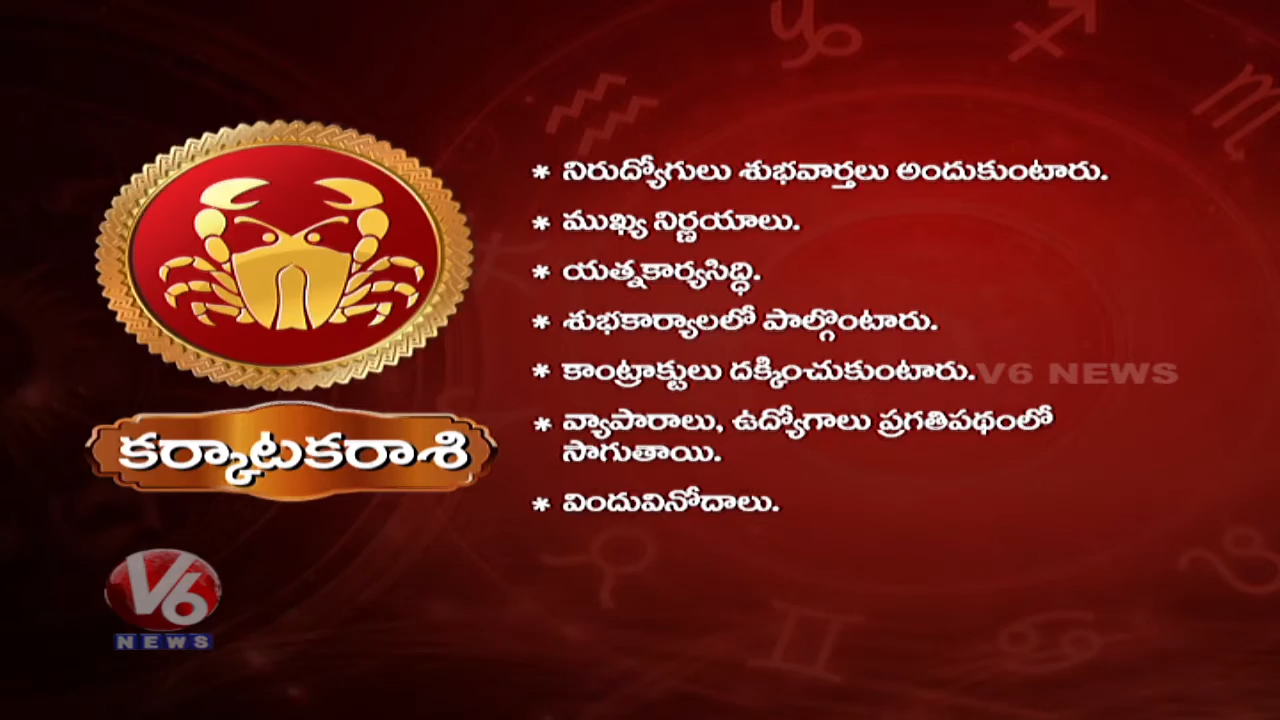 * నిరుద్యోగులు శుభవార్తలు అందుకుంటారు.
* ముఖ్య నిర్ణయాలు.
* యత్నకార్యసిద్ధి.
* శుభకార్యాలలో పాల్గొంటారు.
* కాంట్రాక్టులు దక్కించుకుంటారు.
V6 NEWS
* వ్యాపారాలు, ఉద్యోగాలు ప్రగతిపథంలో
సాగుతాయి.
* విందువినోదాలు.
కర్కాటకరాశి
V6
NEWS